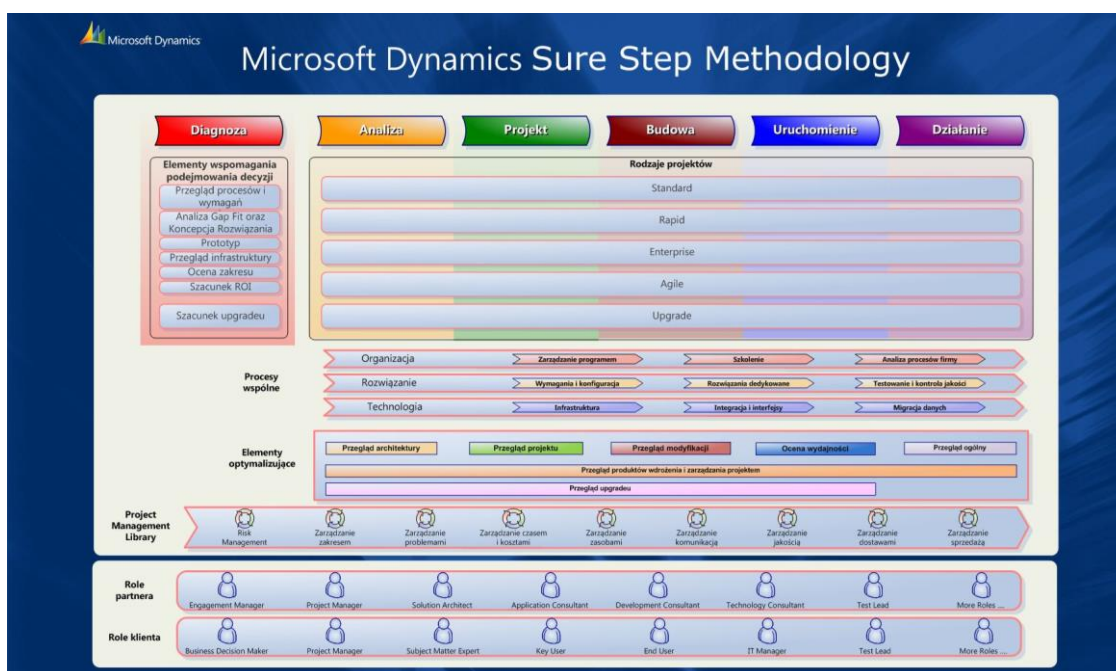 Microsoft Dynamics
Microsoft Dynamics Sure Step Methodology
Diagnoza
Analiza
Projekt
Budowa
Uruchomienie
Działanie
Elementy wspomagania
podejmowania decyzji
Przegląd procesów i
wymagań
Analiza Gap Fit oraz
Koncepcja Rozwiązania
Prototyp
Przegląd infrastruktury
Ocena zakresu
Szacunek ROI
Szacunek upgradeu
Rodzaje projektów
Standard
Rapid
Enterprise
Agile
Upgrade
Procesy
wspólne
Organizacja
Zarządzanie programem
Szkolenie
Analiza procesów firmy
Rozwiązanie
Wymagania i konfiguracja
Rozwiązania dedykowane
Testowanie i kontrola jakości
Technologia
Infrastruktura
Integracja i interfejsy
Migracja danych
Elementy
optymalizujące
Przegląd architektury
Przegląd projektu
Przegląd modyfikacji
Ocena wydajności
Przegląd ogólny
Przegląd produktów wdrożenia i zarządzania projektem
Przegląd upgradeu
Project
Management
Library
Risk
Management
Zarządzanie
zakresem
Zarządzanie
problemami
Zarządzanie czasem
i kosztami
Zarządzanie
zasobami
Zarządzanie
komunikacją
Zarządzanie
jakością
Zarządzanie
dostawami
Zarządzanie
sprzedażą
Role
partnera
Engagement Manager
Project Manager
Solution Architect
Application Consultant
Development Consultant
Technology Consultant
Test Lead
More Roles ...
Role klienta
Business Decision Maker
Project Manager
Subject Matter Expert
Key User
End User
IT Manager
Test Lead
More Roles ....